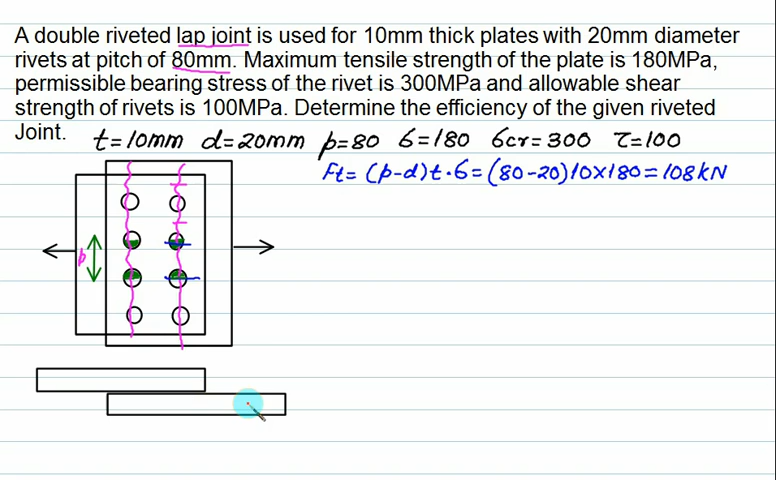 A double riveted lap joint is used for 10mm thick plates with 20mm diameter
rivets at pitch of 80mm. Maximum tensile strength of the plate is 180MPa,
permissible bearing stress of the rivet is 300MPa and allowable shear
strength of rivets is 100MPa. Determine the efficiency of the given riveted
Joint. t=10mm d=20mm p=80 σ=180 σcr=300 τ=100
Ft= (p-d)t·σ=(80-20)10×180=108kN
p